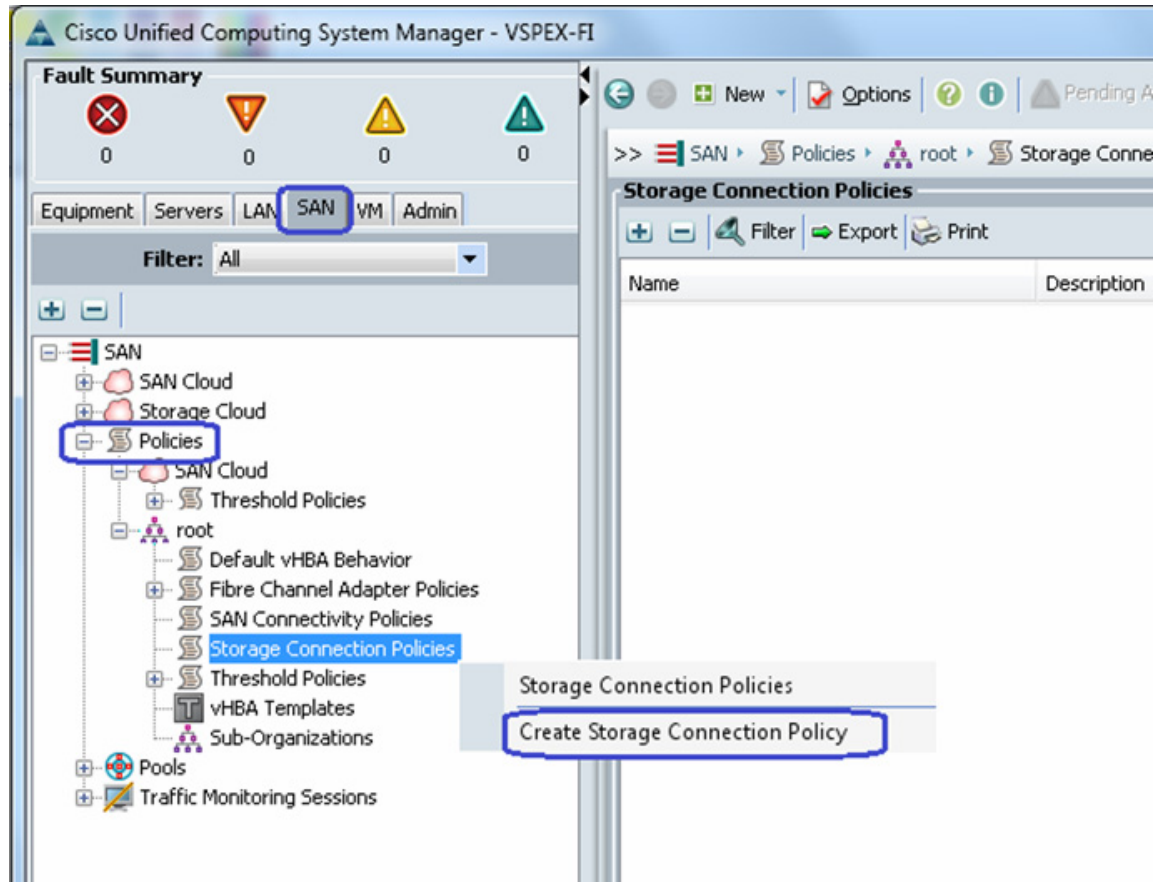 Cisco Unified Computing System Manager - VSPEX-FI
Fault Summary
0 0 0 0
Equipment Servers LAN SAN VM Admin
Filter: All
SAN
SAN Cloud
Storage Cloud
Policies
SAN Cloud
Threshold Policies
root
Default vHBA Behavior
Fibre Channel Adapter Policies
SAN Connectivity Policies
Storage Connection Policies
Threshold Policies
vHBA Templates
Sub-Organizations
Pools
Traffic Monitoring Sessions
New Options Pending A
>> SAN Policies root Storage Conne
Storage Connection Policies
Filter Export Print
Name Description
Storage Connection Policies
Create Storage Connection Policy